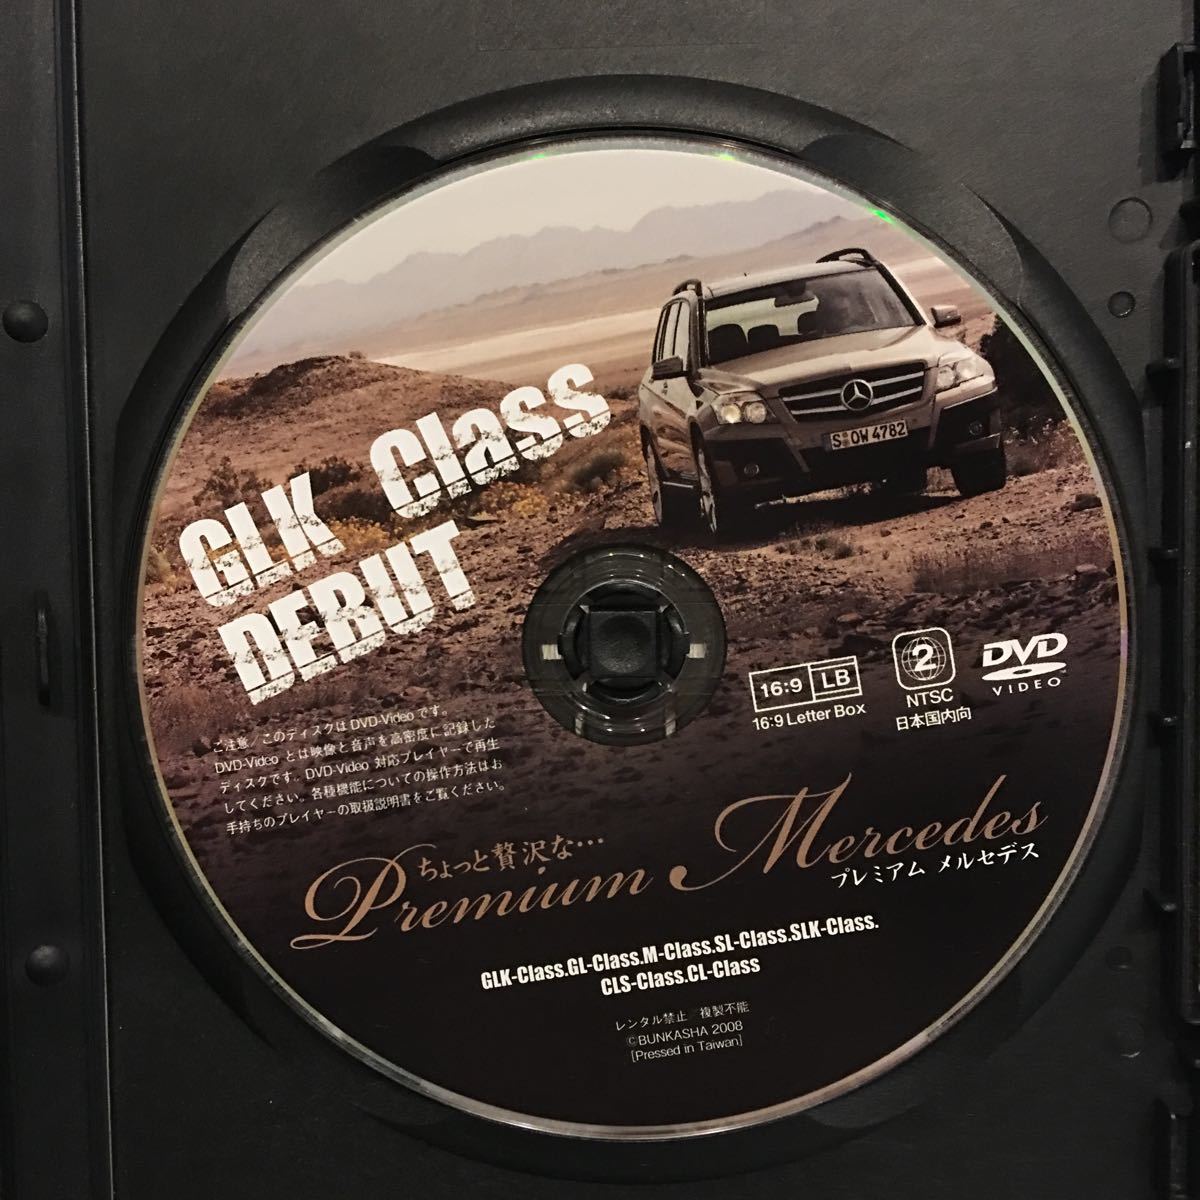 GLK Class
DEBUT
S OW 4782
16:9 LB
16:9 Letter Box
2
NTSC
日本国内向
DVD
VIDEO
ご注意/このディスクはDVD-Videoです。
DVD-Videoとは映像と音声を高密度に記録した
ディスクです。DVD-Video対応プレイヤーで再生
してください。各種機能についての操作方法はお
手持ちのプレイヤーの取扱説明書をご覧ください。
ちょっと贅沢な…
Premium Mercedes
プレミアム メルセデス
GLK-Class.GL-Class.M-Class.SL-Class.SLK-Class.
CLS-Class.CL-Class
レンタル禁止/複製不能
©BUNKASHA 2008
[Pressed in Taiwan]